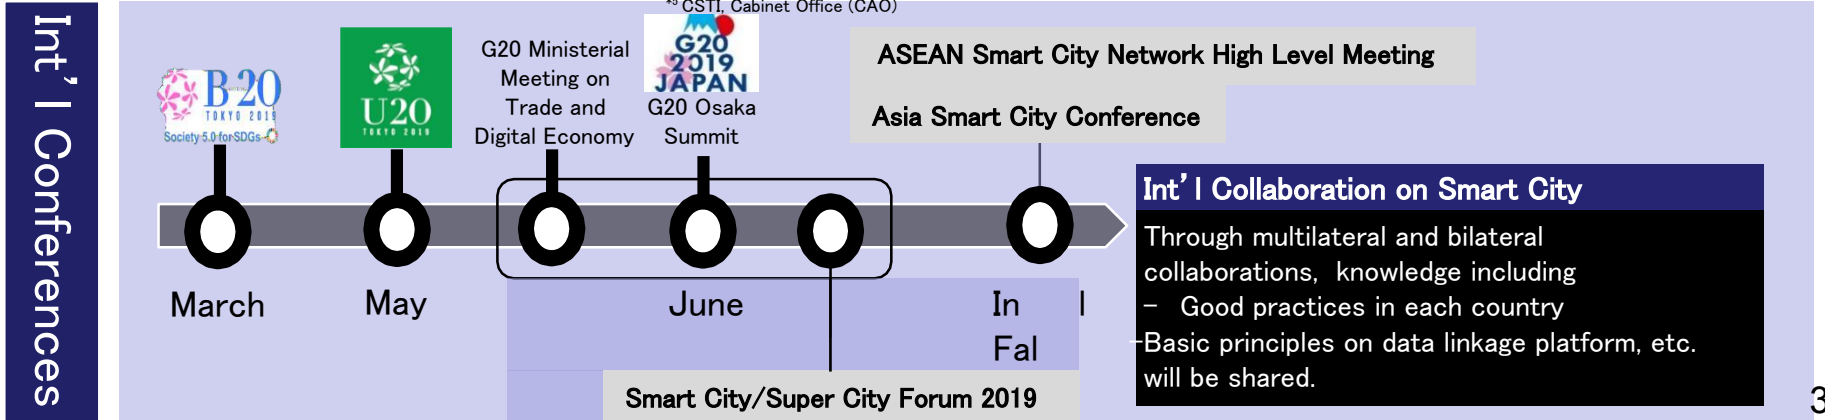 Int’l Conferences
*5 CSTI, Cabinet Office (CAO)
B20
TOKYO 2019
Society 5.0 for SDGs
U20
TOKYO 2019
G20 Ministerial
Meeting on
Trade and
Digital Economy
G20
2019
JAPAN
G20 Osaka
Summit
ASEAN Smart City Network High Level Meeting
Asia Smart City Conference
March
May
June
In
Fal
l
Smart City/Super City Forum 2019
Int’l Collaboration on Smart City
Through multilateral and bilateral
collaborations, knowledge including
- Good practices in each country
-Basic principles on data linkage platform, etc.
will be shared.
3